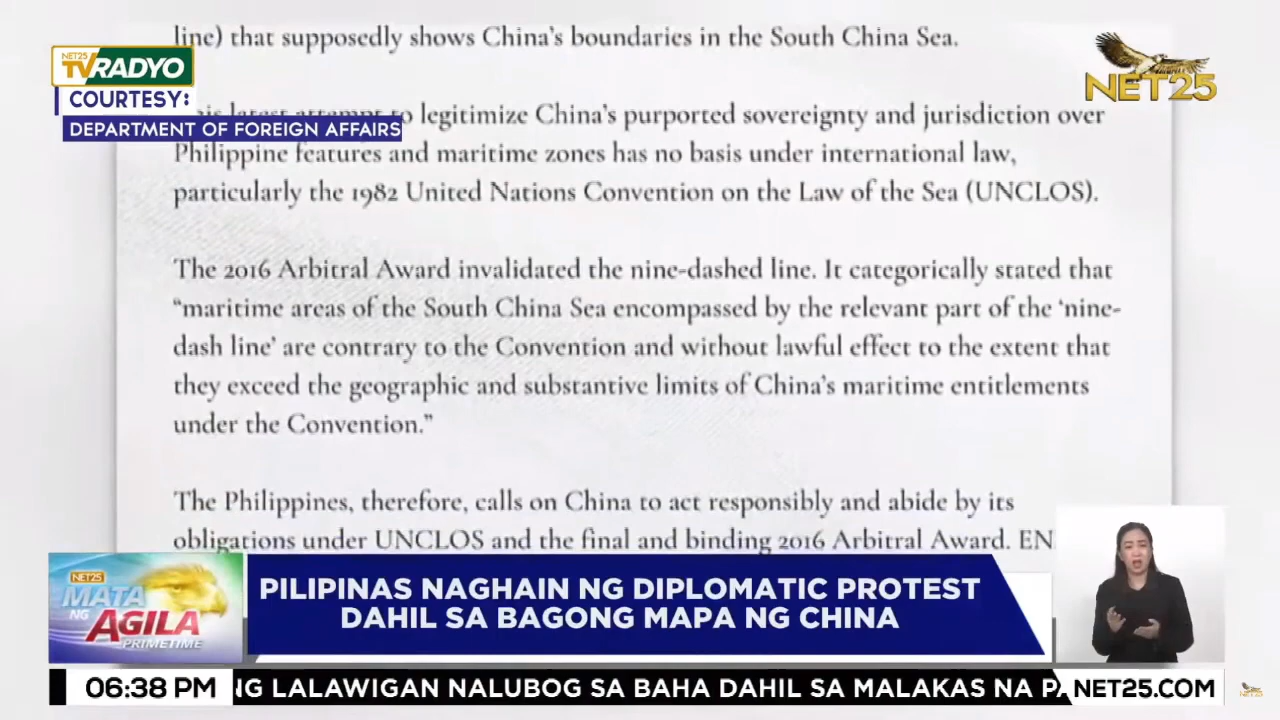 line) that supposedly shows China's boundaries in the South China Sea.
NET25
TVRADYO
NET25
COURTESY:
DEPARTMENT OF FOREIGN AFFAIRS
This latest attempt to legitimize China's purported sovereignty and jurisdiction over
Philippine features and maritime zones has no basis under international law,
particularly the 1982 United Nations Convention on the Law of the Sea (UNCLOS).
The 2016 Arbitral Award invalidated the nine-dashed line. It categorically stated that
“maritime areas of the South China Sea encompassed by the relevant part of the ‘nine-
dash line’ are contrary to the Convention and without lawful effect to the extent that
they exceed the geographic and substantive limits of China’s maritime entitlements
under the Convention.”
The Philippines, therefore, calls on China to act responsibly and abide by its
obligations under UNCLOS and the final and binding 2016 Arbitral Award. EN
NET25
MATA
NG
AGILA
PRIMETIME
PILIPINAS NAGHAIN NG DIPLOMATIC PROTEST
DAHIL SA BAGONG MAPA NG CHINA
06:38 PM NG LALAWIGAN NALUBOG SA BAHA DAHIL SA MALAKAS NA NET25.COM
NET25